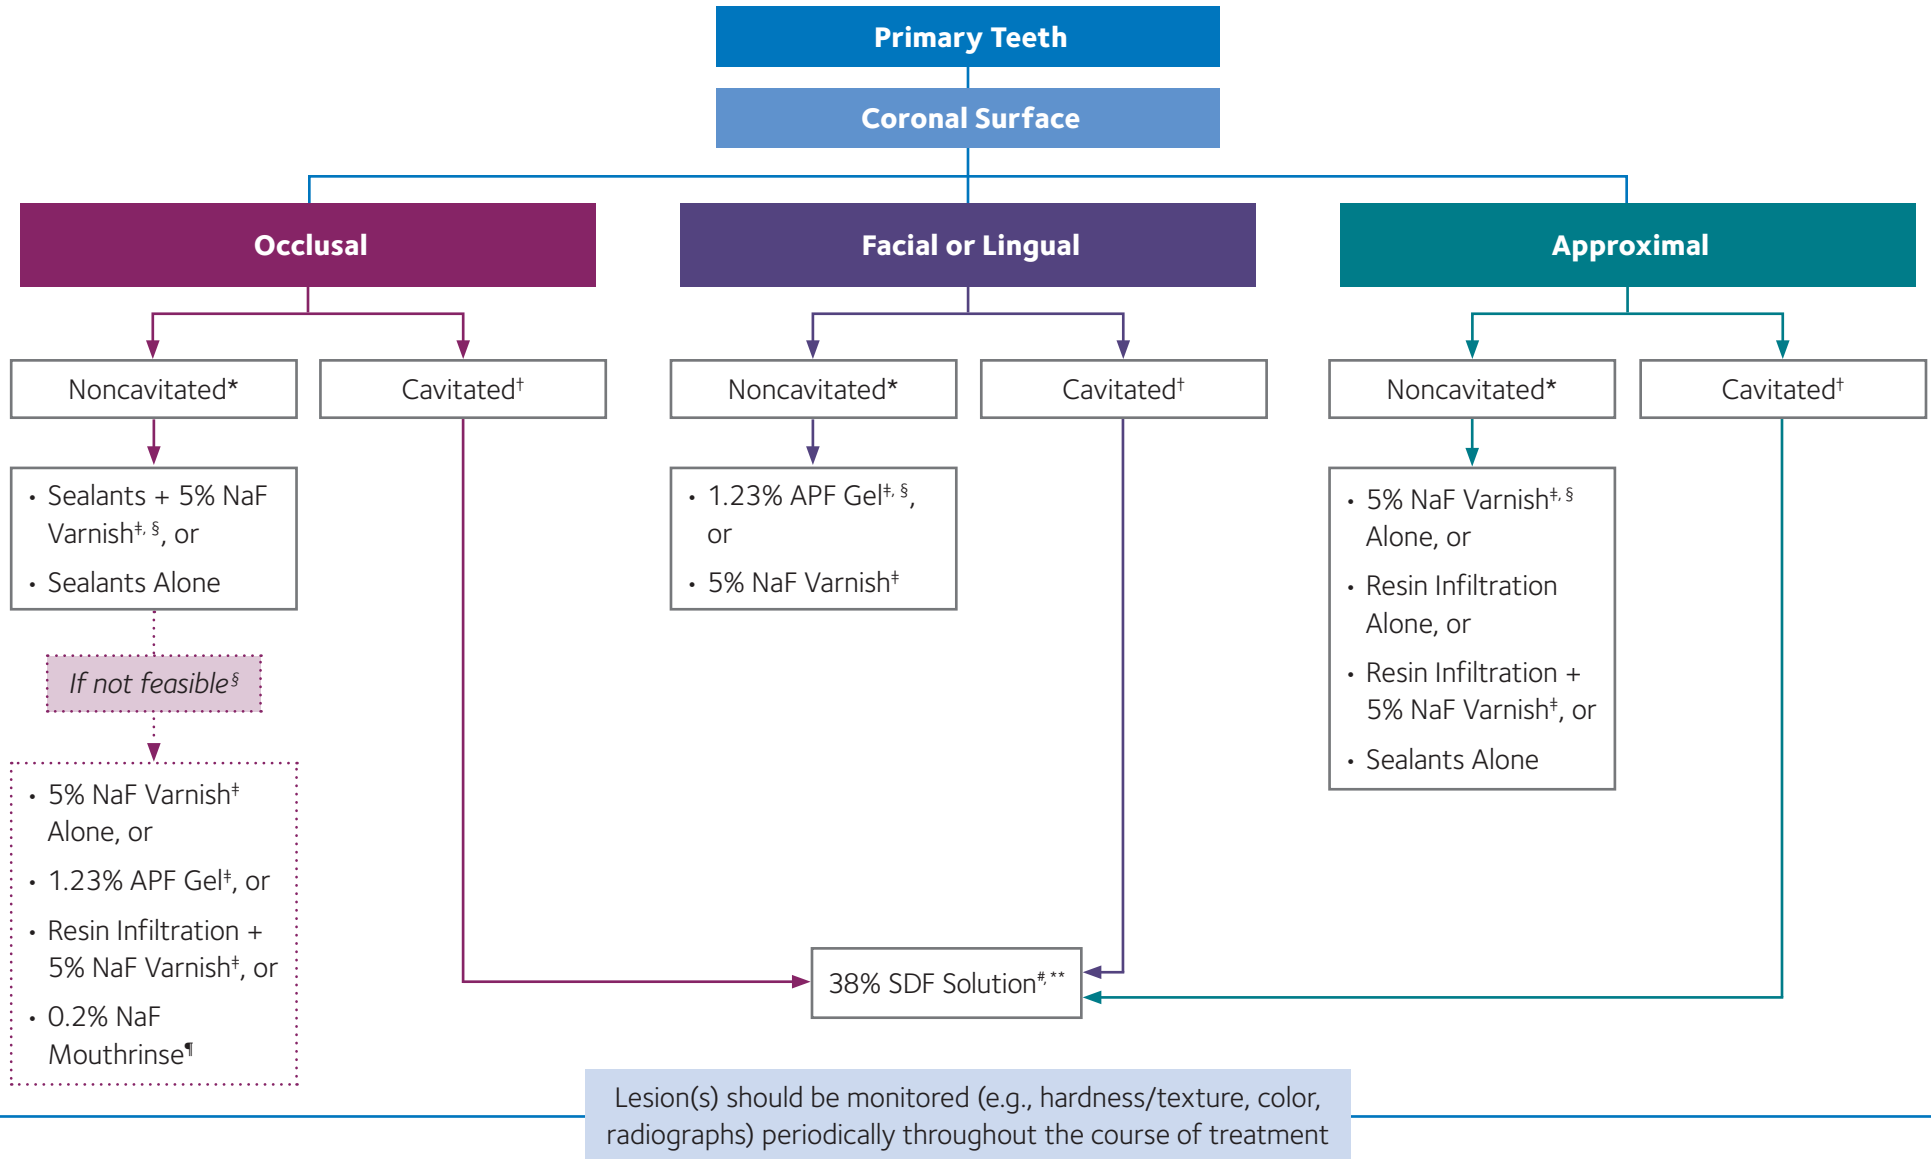 Primary Teeth
Coronal Surface
Occlusal
Noncavitated*
Cavitated†
• Sealants + 5% NaF
Varnish‡, §, or
• Sealants Alone
If not feasible§
• 5% NaF Varnish‡
Alone, or
• 1.23% APF Gel‡, or
• Resin Infiltration +
5% NaF Varnish‡, or
• 0.2% NaF
Mouthrinse¶
Facial or Lingual
Noncavitated*
Cavitated†
• 1.23% APF Gel‡, §,
or
• 5% NaF Varnish‡
Approximal
Noncavitated*
Cavitated†
• 5% NaF Varnish‡, §
Alone, or
• Resin Infiltration
Alone, or
• Resin Infiltration +
5% NaF Varnish‡, or
• Sealants Alone
38% SDF Solution#, **
Lesion(s) should be monitored (e.g., hardness/texture, color,
radiographs) periodically throughout the course of treatment